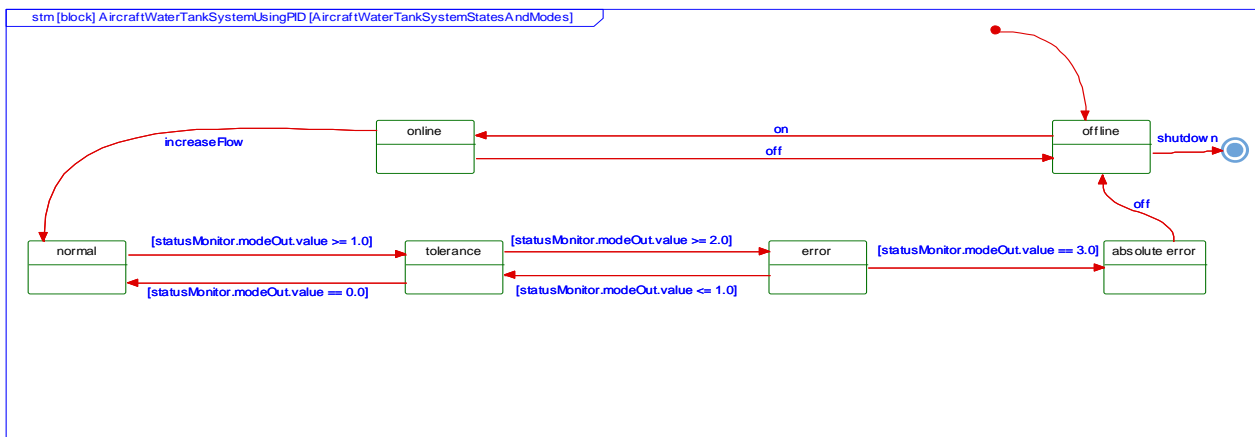 stm [block] AircraftWaterTankSystemUsingPID [AircraftWaterTankSystemStatesAndModes]
online
on
offline
shutdown
increaseFlow
off
off
normal
[statusMonitor.modeOut.value >= 1.0]
tolerance
[statusMonitor.modeOut.value >= 2.0]
error
[statusMonitor.modeOut.value == 3.0]
absolute error
[statusMonitor.modeOut.value == 0.0]
[statusMonitor.modeOut.value <= 1.0]